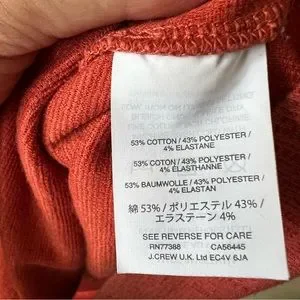 53% COTTON / 43% POLYESTER /
4% ELASTANE
53% COTON / 43% POLYESTER /
4% ELASTHANNE
53% BAUMWOLLE / 43% POLYESTER /
4% ELASTAN
綿 53% / ポリエステル 43% /
エラステーン 4%
SEE REVERSE FOR CARE
RN77388 CA56445
J.CREW U.K. Ltd EC4V 6JA